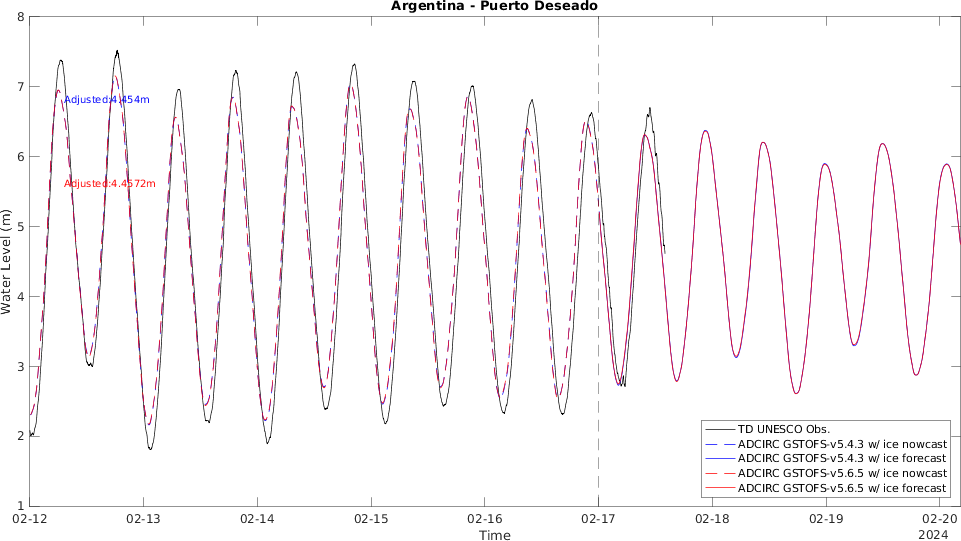 Argentina - Puerto Deseado
8
7
6
5
4
3
2
1
Water Level (m)
Adjusted:4.454m
Adjusted:4.4572m
TD UNESCO Obs.
ADCIRC GSTOFS-v5.4.3 w/ ice nowcast
ADCIRC GSTOFS-v5.4.3 w/ ice forecast
ADCIRC GSTOFS-v5.6.5 w/ ice nowcast
ADCIRC GSTOFS-v5.6.5 w/ ice forecast
02-12 02-13 02-14 02-15 02-16 02-17 02-18 02-19 02-20
Time
2024